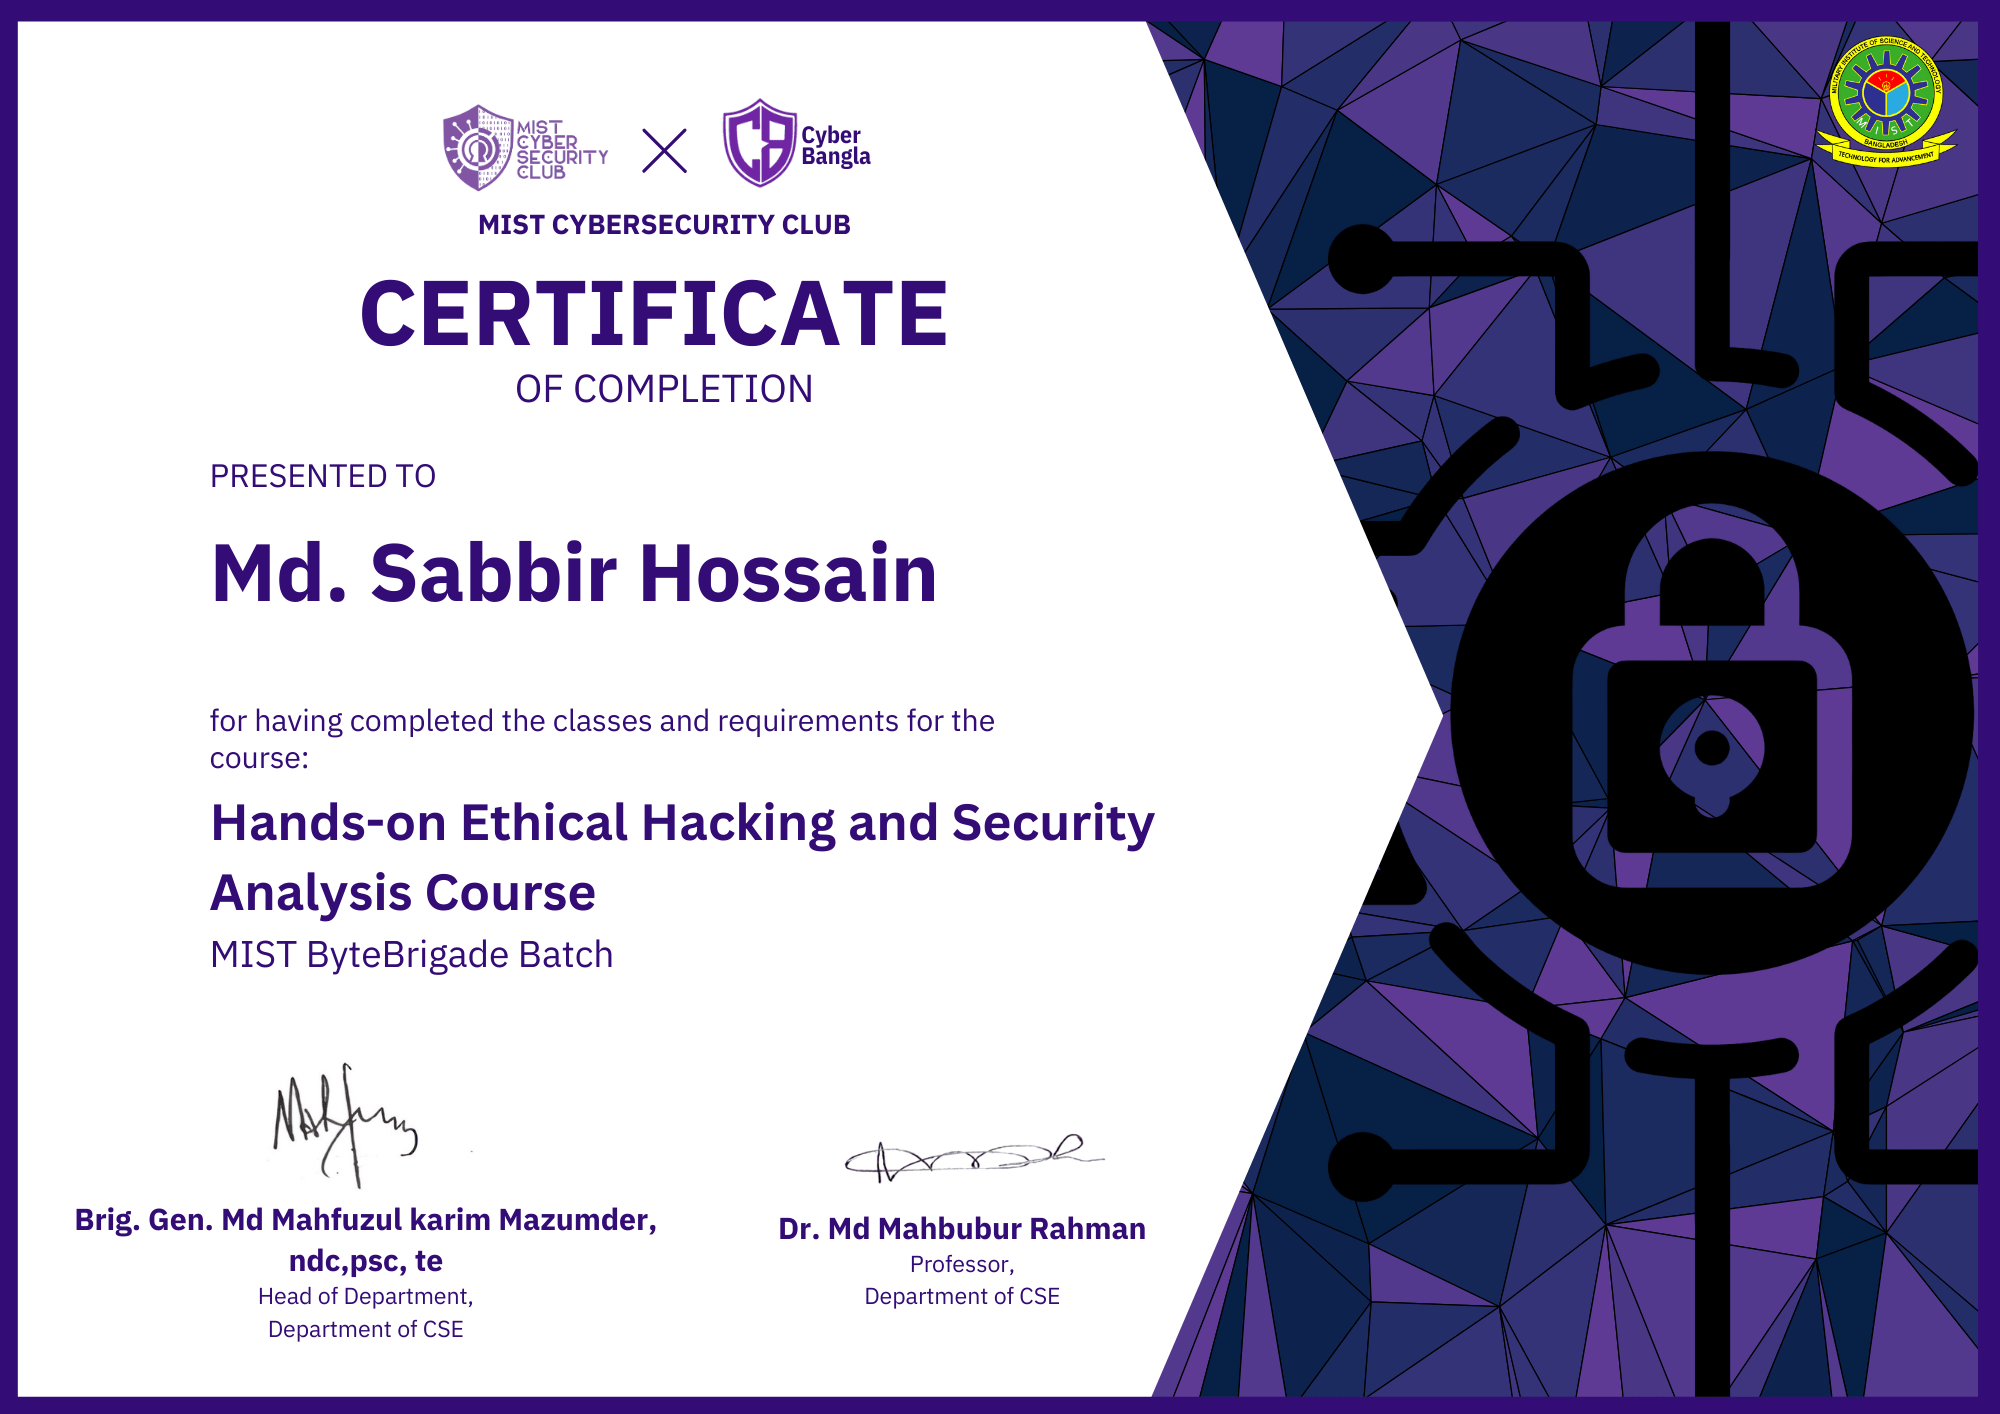 MIST
CYBER
SECURITY
CLUB
Cyber
Bangla
MILITARY INSTITUTE OF SCIENCE AND TECHNOLOGY
MIST
BANGLADESH
TECHNOLOGY FOR ADVANCEMENT
MIST CYBERSECURITY CLUB
CERTIFICATE
OF COMPLETION
PRESENTED TO
Md. Sabbir Hossain
for having completed the classes and requirements for the
course:
Hands-on Ethical Hacking and Security
Analysis Course
MIST ByteBrigade Batch
Brig. Gen. Md Mahfuzul karim Mazumder,
ndc,psc, te
Head of Department,
Department of CSE
Dr. Md Mahbubur Rahman
Professor,
Department of CSE